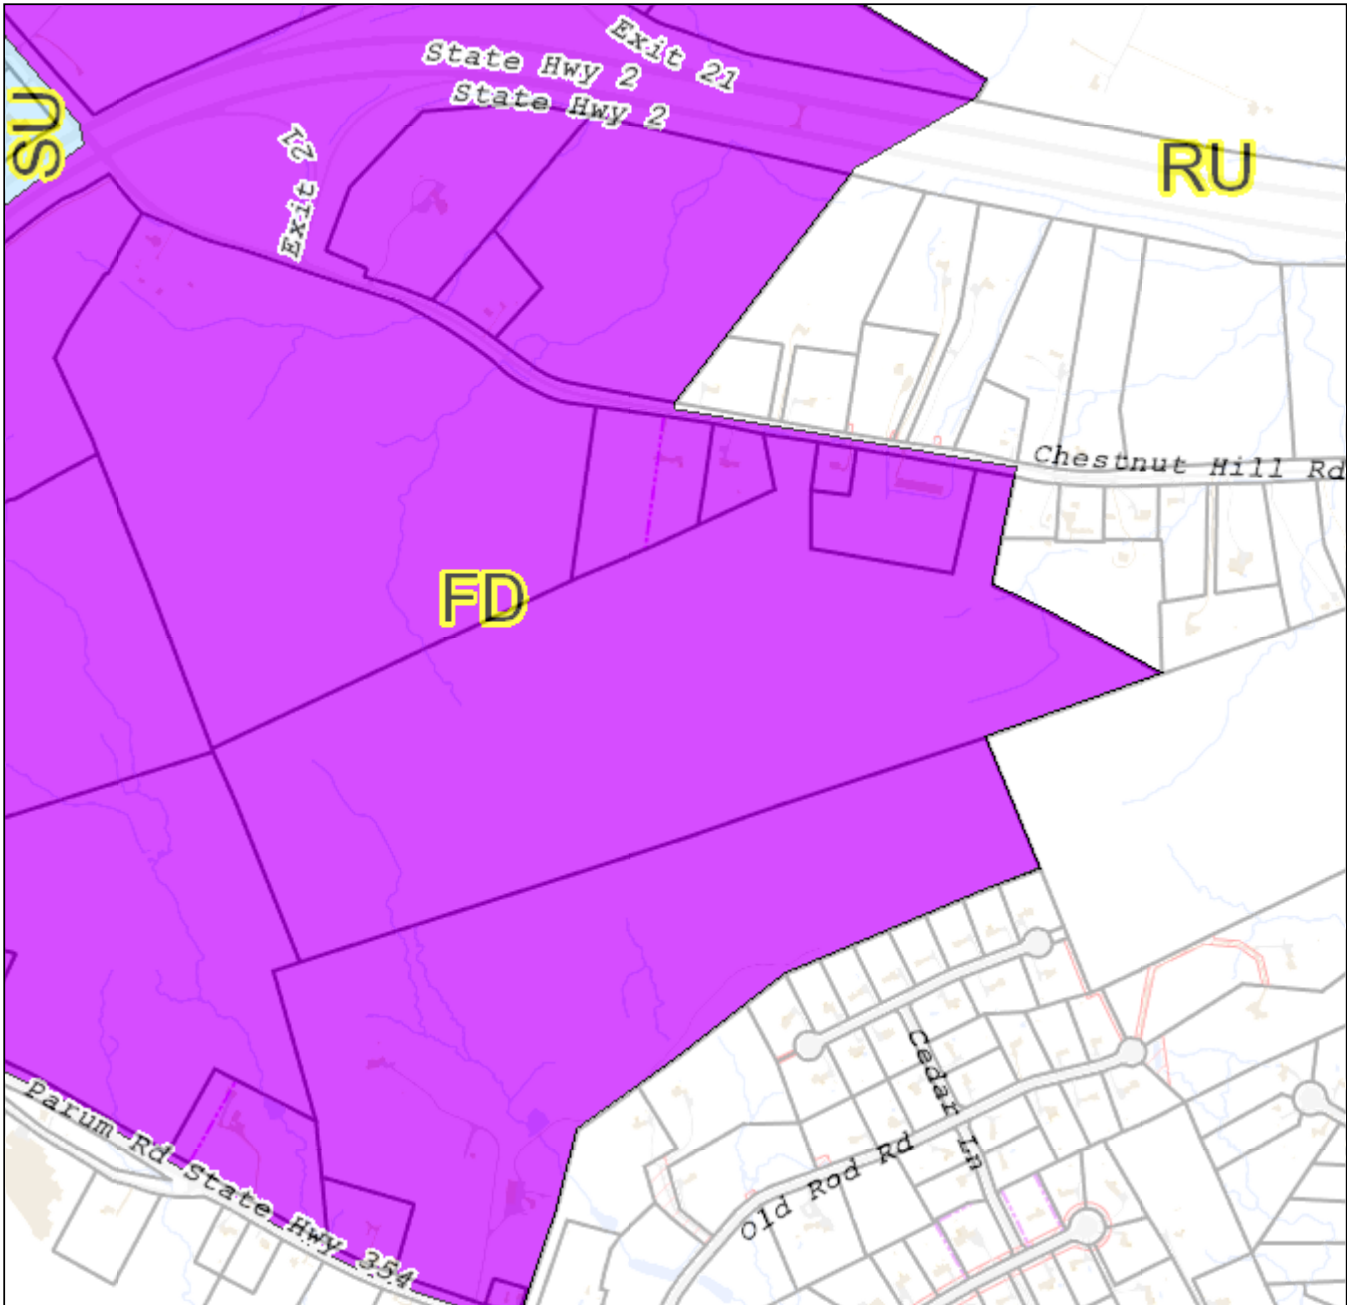 Exit 21
State Hwy 2
State Hwy 2
SU
Exit 21
RU
Chestnut Hill Rd
FD
Cedar Ln
Parum Rd State Hwy 354
Old Rod Rd